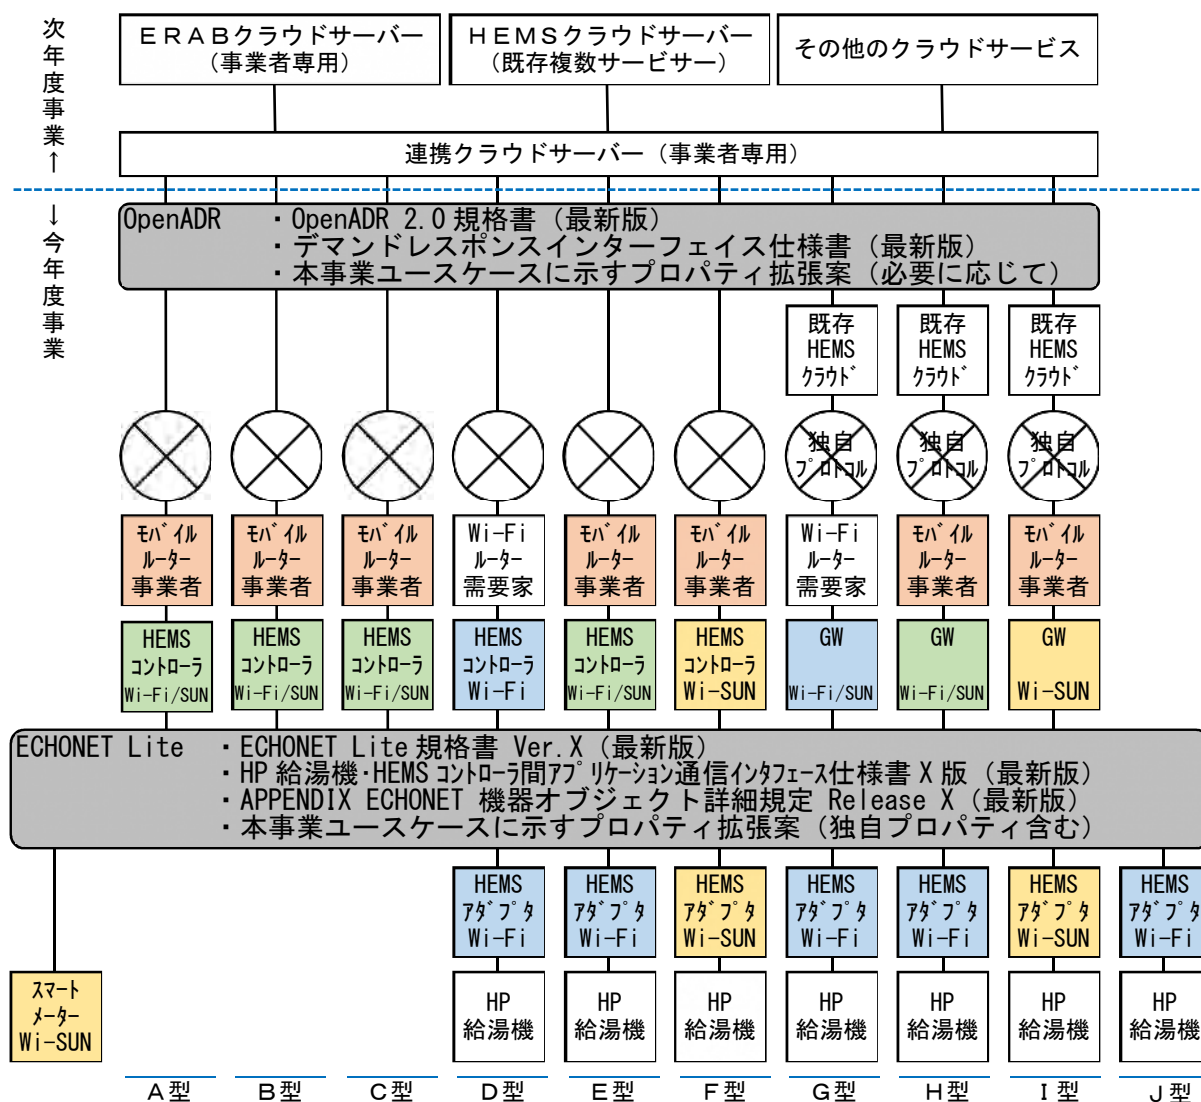 次年度事業↑
ＥＲＡＢクラウドサーバー
（事業者専用）
ＨＥＭＳクラウドサーバー
（既存複数サービサー）
その他のクラウドサービス
連携クラウドサーバー（事業者専用）
↓今年度事業
OpenADR ・OpenADR 2.0 規格書（最新版）
・デマンドレスポンスインターフェイス仕様書（最新版）
・本事業ユースケースに示すプロパティ拡張案（必要に応じて）
既存
HEMS
ｸﾗｳﾄﾞ
既存
HEMS
ｸﾗｳﾄﾞ
既存
HEMS
ｸﾗｳﾄﾞ
独自
ﾌﾟﾛﾄｺﾙ
独自
ﾌﾟﾛﾄｺﾙ
独自
ﾌﾟﾛﾄｺﾙ
ﾓﾊﾞｲﾙ
ﾙｰﾀｰ
事業者
ﾓﾊﾞｲﾙ
ﾙｰﾀｰ
事業者
ﾓﾊﾞｲﾙ
ﾙｰﾀｰ
事業者
Wi-Fi
ﾙｰﾀｰ
需要家
ﾓﾊﾞｲﾙ
ﾙｰﾀｰ
事業者
ﾓﾊﾞｲﾙ
ﾙｰﾀｰ
事業者
Wi-Fi
ﾙｰﾀｰ
需要家
ﾓﾊﾞｲﾙ
ﾙｰﾀｰ
事業者
ﾓﾊﾞｲﾙ
ﾙｰﾀｰ
事業者
HEMS
ｺﾝﾄﾛｰﾗ
Wi-Fi/SUN
HEMS
ｺﾝﾄﾛｰﾗ
Wi-Fi/SUN
HEMS
ｺﾝﾄﾛｰﾗ
Wi-Fi/SUN
HEMS
ｺﾝﾄﾛｰﾗ
Wi-Fi
HEMS
ｺﾝﾄﾛｰﾗ
Wi-Fi/SUN
HEMS
ｺﾝﾄﾛｰﾗ
Wi-SUN
GW
Wi-Fi/SUN
GW
Wi-Fi/SUN
GW
Wi-SUN
ECHONET Lite ・ECHONET Lite 規格書 Ver.X（最新版）
・HP 給湯機･HEMS ｺﾝﾄﾛｰﾗ間ｱﾌﾟﾘｹｰｼｮﾝ通信ｲﾝﾀﾌｪｰｽ仕様書 X 版（最新版）
・APPENDIX ECHONET 機器オブジェクト詳細規定 Release X（最新版）
・本事業ユースケースに示すプロパティ拡張案（独自プロパティ含む）
HEMS
ｱﾀﾞﾌﾟﾀ
Wi-Fi
HEMS
ｱﾀﾞﾌﾟﾀ
Wi-Fi
HEMS
ｱﾀﾞﾌﾟﾀ
Wi-SUN
HEMS
ｱﾀﾞﾌﾟﾀ
Wi-Fi
HEMS
ｱﾀﾞﾌﾟﾀ
Wi-Fi
HEMS
ｱﾀﾞﾌﾟﾀ
Wi-SUN
HEMS
ｱﾀﾞﾌﾟﾀ
Wi-Fi
ｽﾏｰﾄ
ﾒｰﾀｰ
Wi-SUN
HP
給湯機
HP
給湯機
HP
給湯機
HP
給湯機
HP
給湯機
HP
給湯機
HP
給湯機
Ａ型 Ｂ型 Ｃ型 Ｄ型 Ｅ型 Ｆ型 Ｇ型 Ｈ型 Ｉ型 Ｊ型